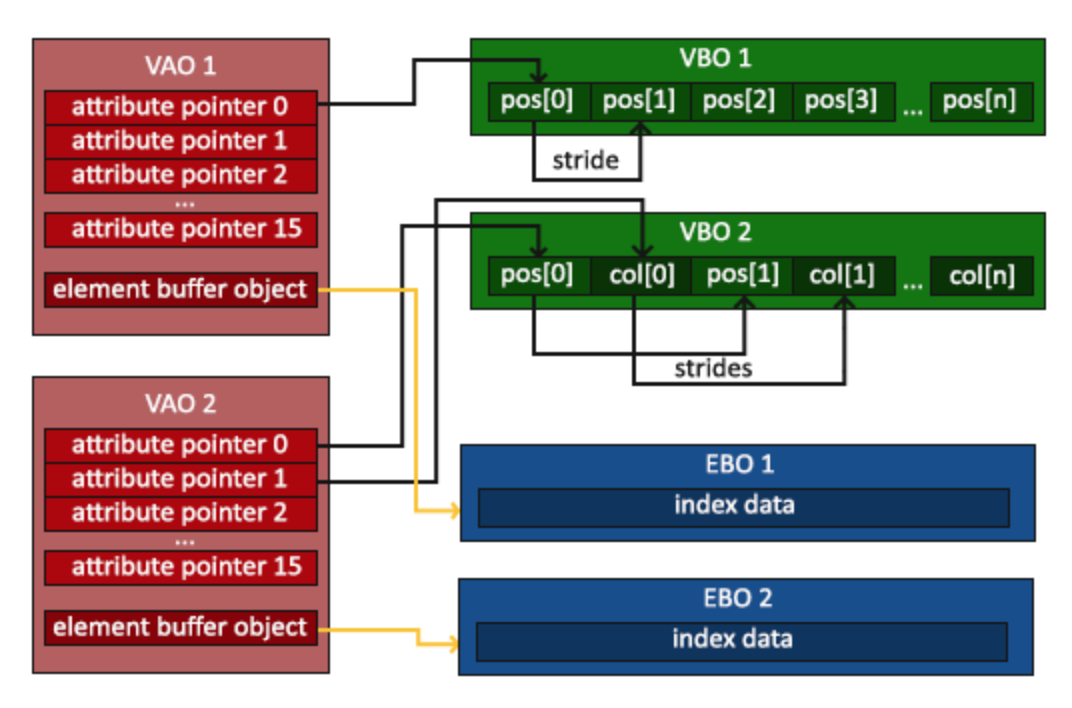 VAO 1
attribute pointer 0
attribute pointer 1
attribute pointer 2
...
attribute pointer 15
element buffer object
VBO 1
pos[0] pos[1] pos[2] pos[3] ... pos[n]
stride
VBO 2
pos[0] col[0] pos[1] col[1] ... col[n]
strides
VAO 2
attribute pointer 0
attribute pointer 1
attribute pointer 2
...
attribute pointer 15
element buffer object
EBO 1
index data
EBO 2
index data